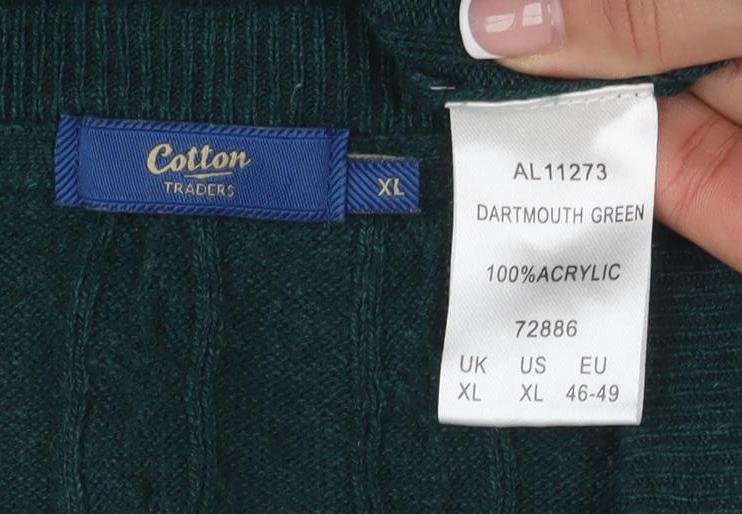 Cotton
TRADERS
XL
AL11273
DARTMOUTH GREEN
100%ACRYLIC
72886
UK US EU
XL XL 46-49